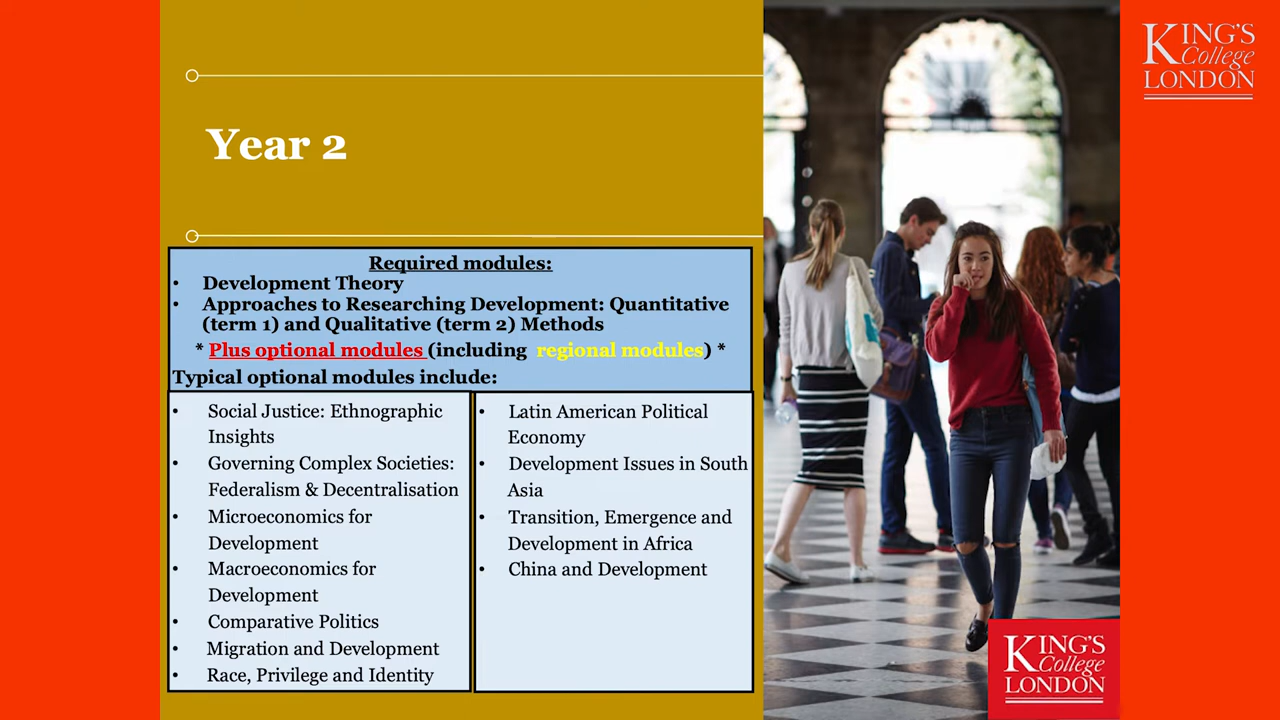 KING'S
College
LONDON
Year 2
Required modules:
• Development Theory
• Approaches to Researching Development: Quantitative
(term 1) and Qualitative (term 2) Methods
* Plus optional modules (including regional modules) *
Typical optional modules include:
• Social Justice: Ethnographic
Insights
• Governing Complex Societies:
Federalism & Decentralisation
• Microeconomics for
Development
• Macroeconomics for
Development
• Comparative Politics
• Migration and Development
• Race, Privilege and Identity
• Latin American Political
Economy
• Development Issues in South
Asia
• Transition, Emergence and
Development in Africa
• China and Development
KING'S
College
LONDON